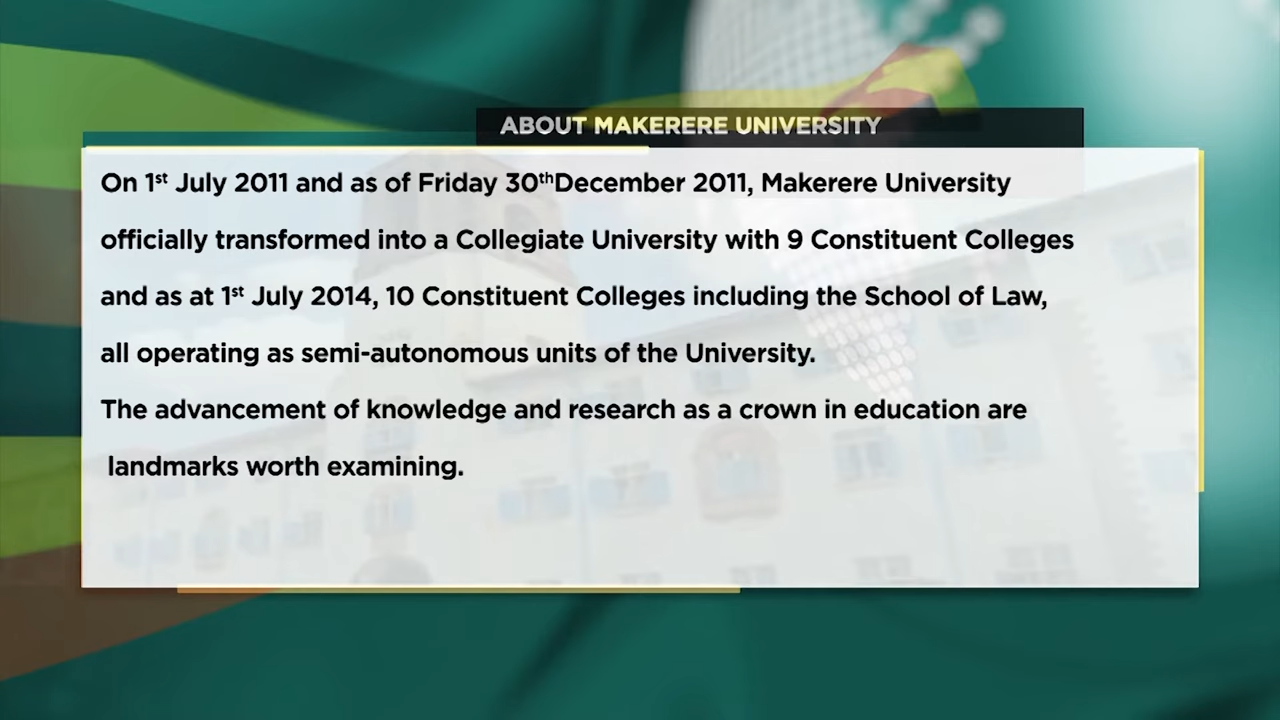 ABOUT MAKERERE UNIVERSITY
On 1st July 2011 and as of Friday 30thDecember 2011, Makerere University
officially transformed into a Collegiate University with 9 Constituent Colleges
and as at 1st July 2014, 10 Constituent Colleges including the School of Law,
all operating as semi-autonomous units of the University.
The advancement of knowledge and research as a crown in education are
landmarks worth examining.